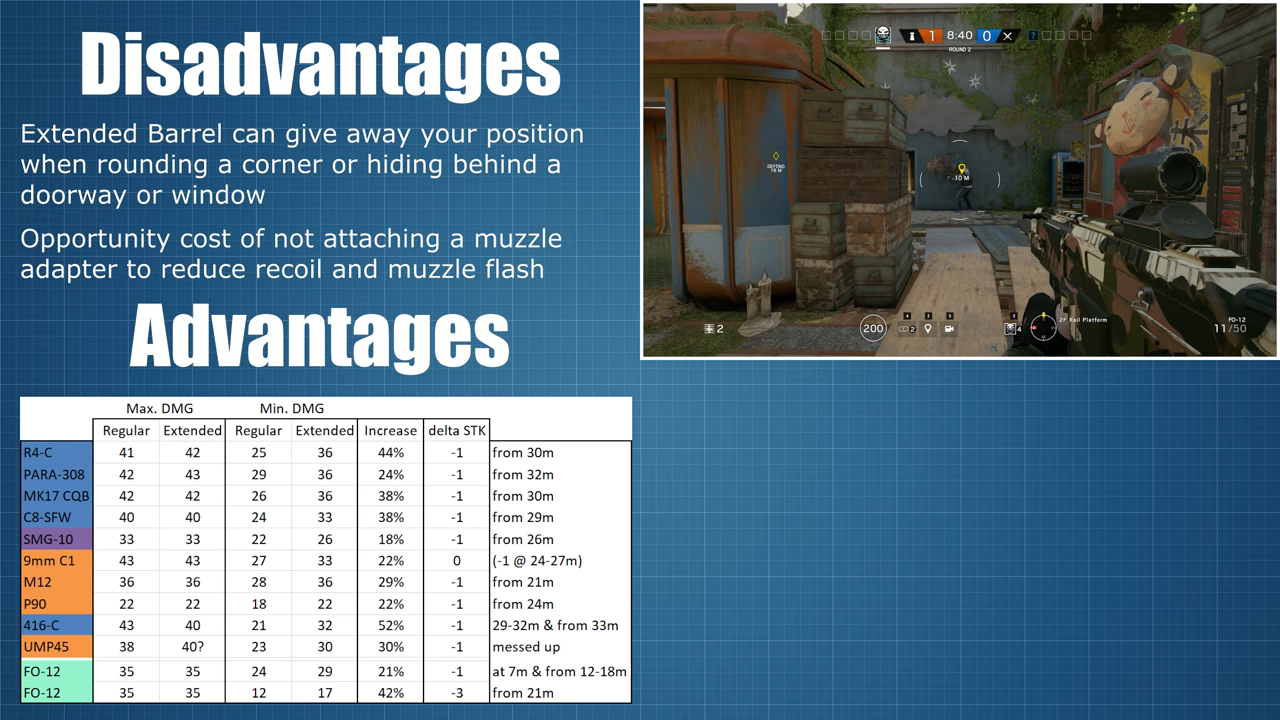 Disadvantages
Extended Barrel can give away your position
when rounding a corner or hiding behind a
doorway or window
Opportunity cost of not attaching a muzzle
adapter to reduce recoil and muzzle flash
Advantages
Max. DMG Min. DMG
Regular Extended Regular Extended Increase delta STK
R4-C 41 42 25 36 44% -1 from 30m
PARA-308 42 43 29 36 24% -1 from 32m
MK17 CQB 42 42 26 36 38% -1 from 30m
C8-SFW 40 40 24 33 38% -1 from 29m
SMG-10 33 33 22 26 18% -1 from 26m
9mm C1 43 43 27 33 22% 0 (-1 @ 24-27m)
M12 36 36 28 36 29% -1 from 21m
P90 22 22 18 22 22% -1 from 24m
416-C 43 40 21 32 52% -1 29-32m & from 33m
UMP45 38 40? 23 30 30% -1 messed up
FO-12 35 35 24 29 21% -1 at 7m & from 12-18m
FO-12 35 35 12 17 42% -3 from 21m
1 8:40 0
ROUND 2
DEFEND
10 M
2
200
2
4
2F Rail Platform
FO-12
11/50